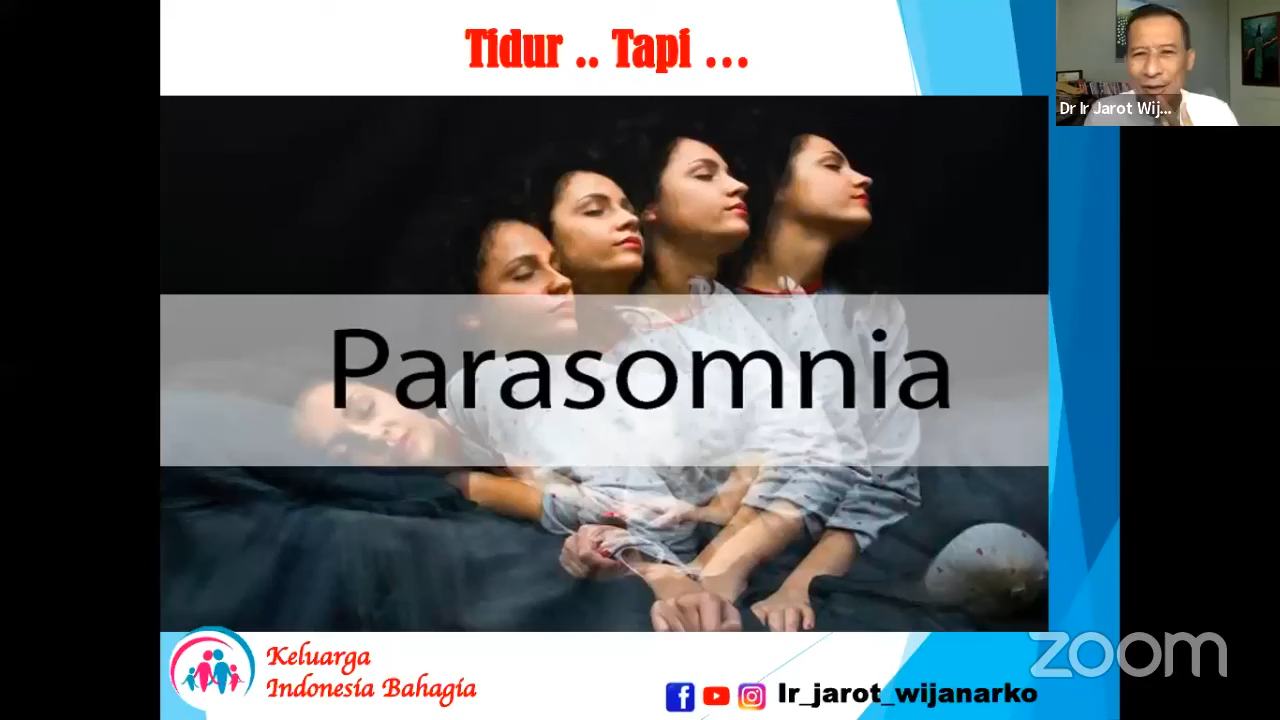 Tidur .. Tapi ...
Dr Ir Jarot Wij...
Parasomnia
Keluarga
Indonesia Bahagia
Ir_jarot_wijanarko
zoom